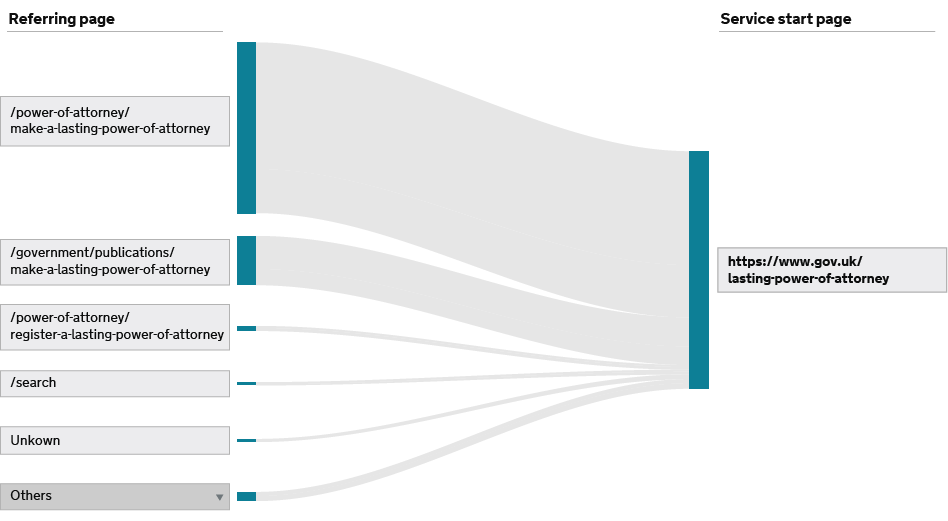 Referring page
Service start page
/power-of-attorney/
make-a-lasting-power-of-attorney
/government/publications/
make-a-lasting-power-of-attorney
https://www.gov.uk/
lasting-power-of-attorney
/power-of-attorney/
register-a-lasting-power-of-attorney
/search
Unkown
Others